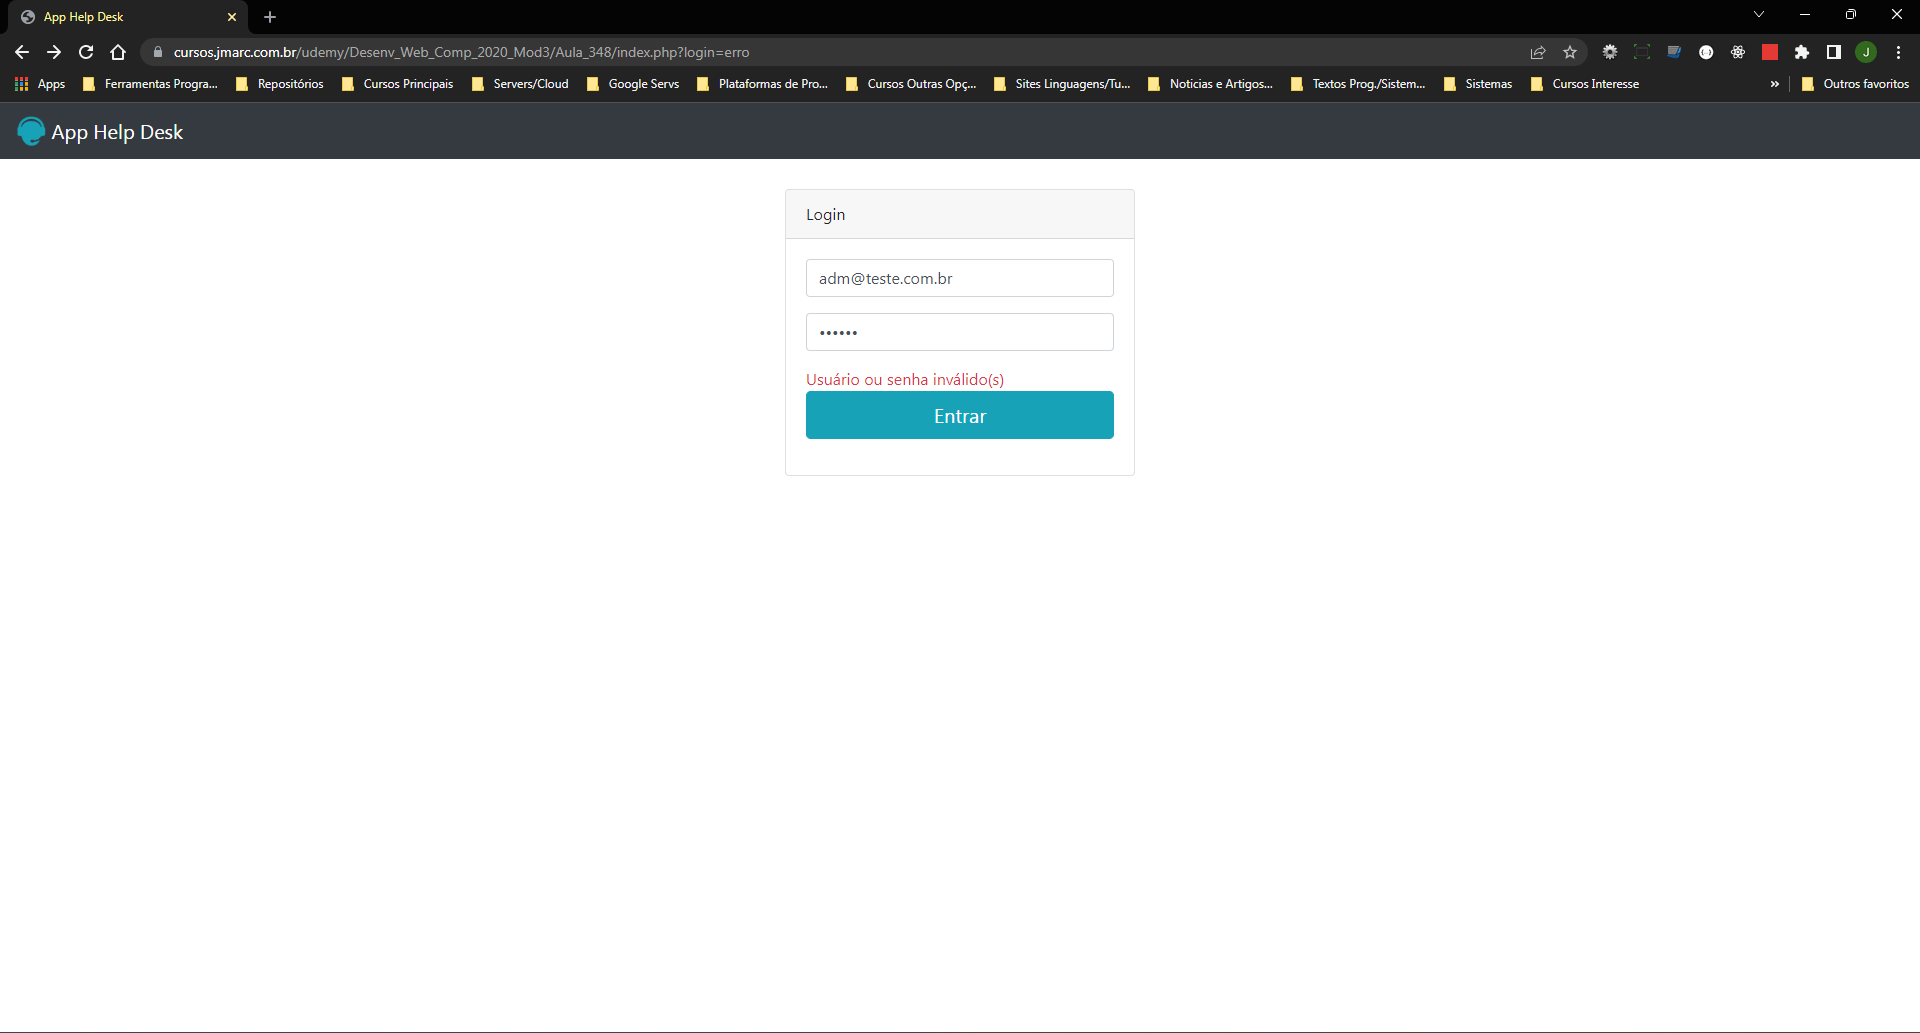 App Help Desk
cursos.jmarc.com.br/udemy/Desenv_Web_Comp_2020_Mod3/Aula_348/index.php?login=erro
J
Apps Ferramentas Progra... Repositórios Cursos Principais Servers/Cloud Google Servs Plataformas de Pro... Cursos Outras Opç... Sites Linguagens/Tu... Noticias e Artigos... Textos Prog./Sistem... Sistemas Cursos Interesse » Outros favoritos
App Help Desk
Login
adm@teste.com.br
••••••
Usuário ou senha inválido(s)
Entrar